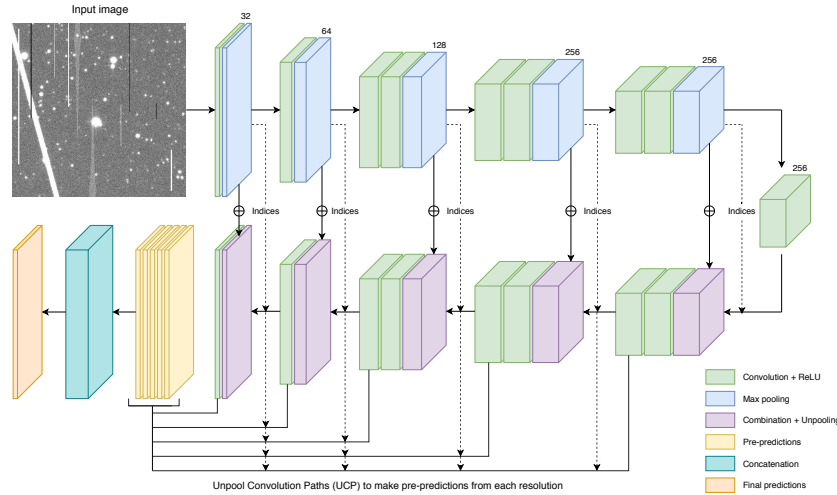 Input image
32
64
128
256
256
256
Indices
Indices
Indices
Indices
Indices
Convolution + ReLU
Max pooling
Combination + Unpooling
Pre-predictions
Concatenation
Final predictions
Unpool Convolution Paths (UCP) to make pre-predictions from each resolution